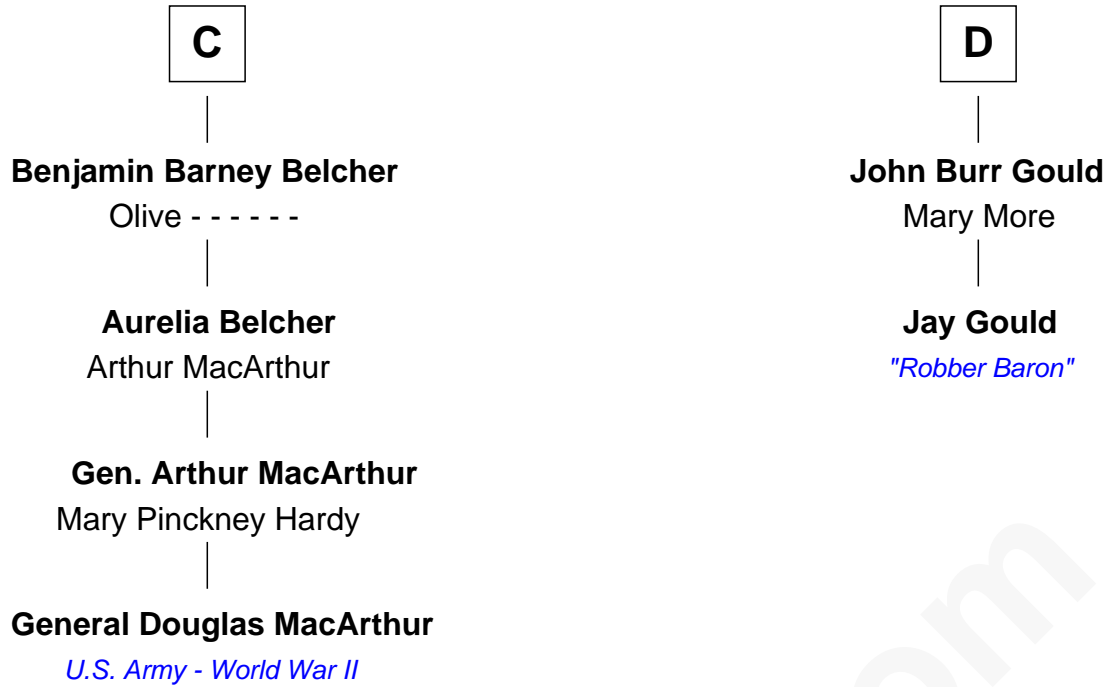 C
Benjamin Barney Belcher
Olive - - - - - -
Aurelia Belcher
Arthur MacArthur
Gen. Arthur MacArthur
Mary Pinckney Hardy
General Douglas MacArthur
U.S. Army - World War II
D
John Burr Gould
Mary More
Jay Gould
"Robber Baron"
om